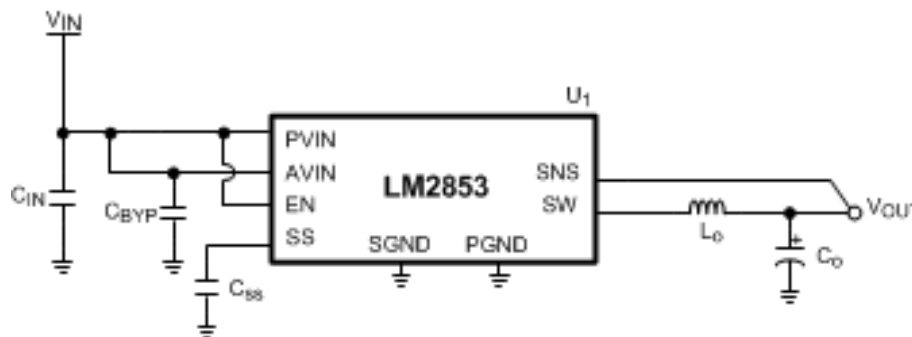 VIN
U1
PVIN
AVIN
EN
SS
LM2853
SNS
SW
SGND PGND
CIN
CBYP
Css
Lo
Co
VOUT